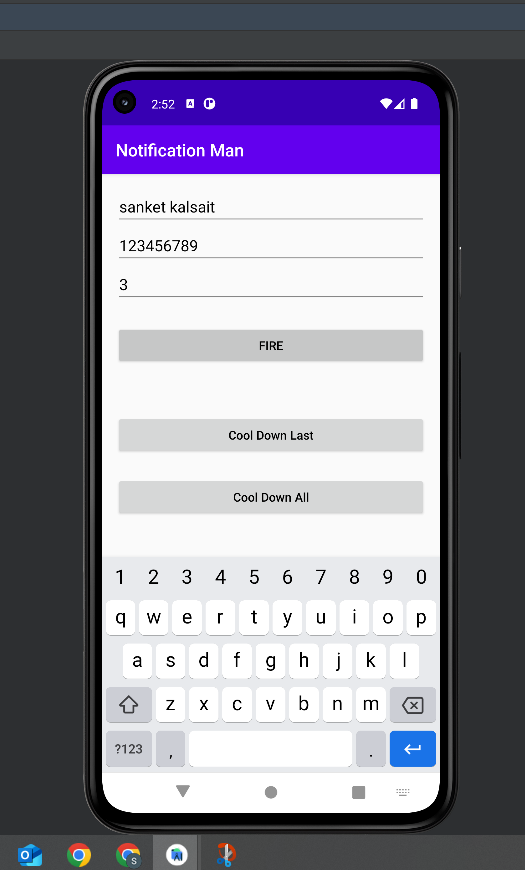 2:52
Notification Man
sanket kalsait
123456789
3
FIRE
Cool Down Last
Cool Down All
1 2 3 4 5 6 7 8 9 0
q w e r t y u i o p
a s d f g h j k l
z x c v b n m
?123 , .